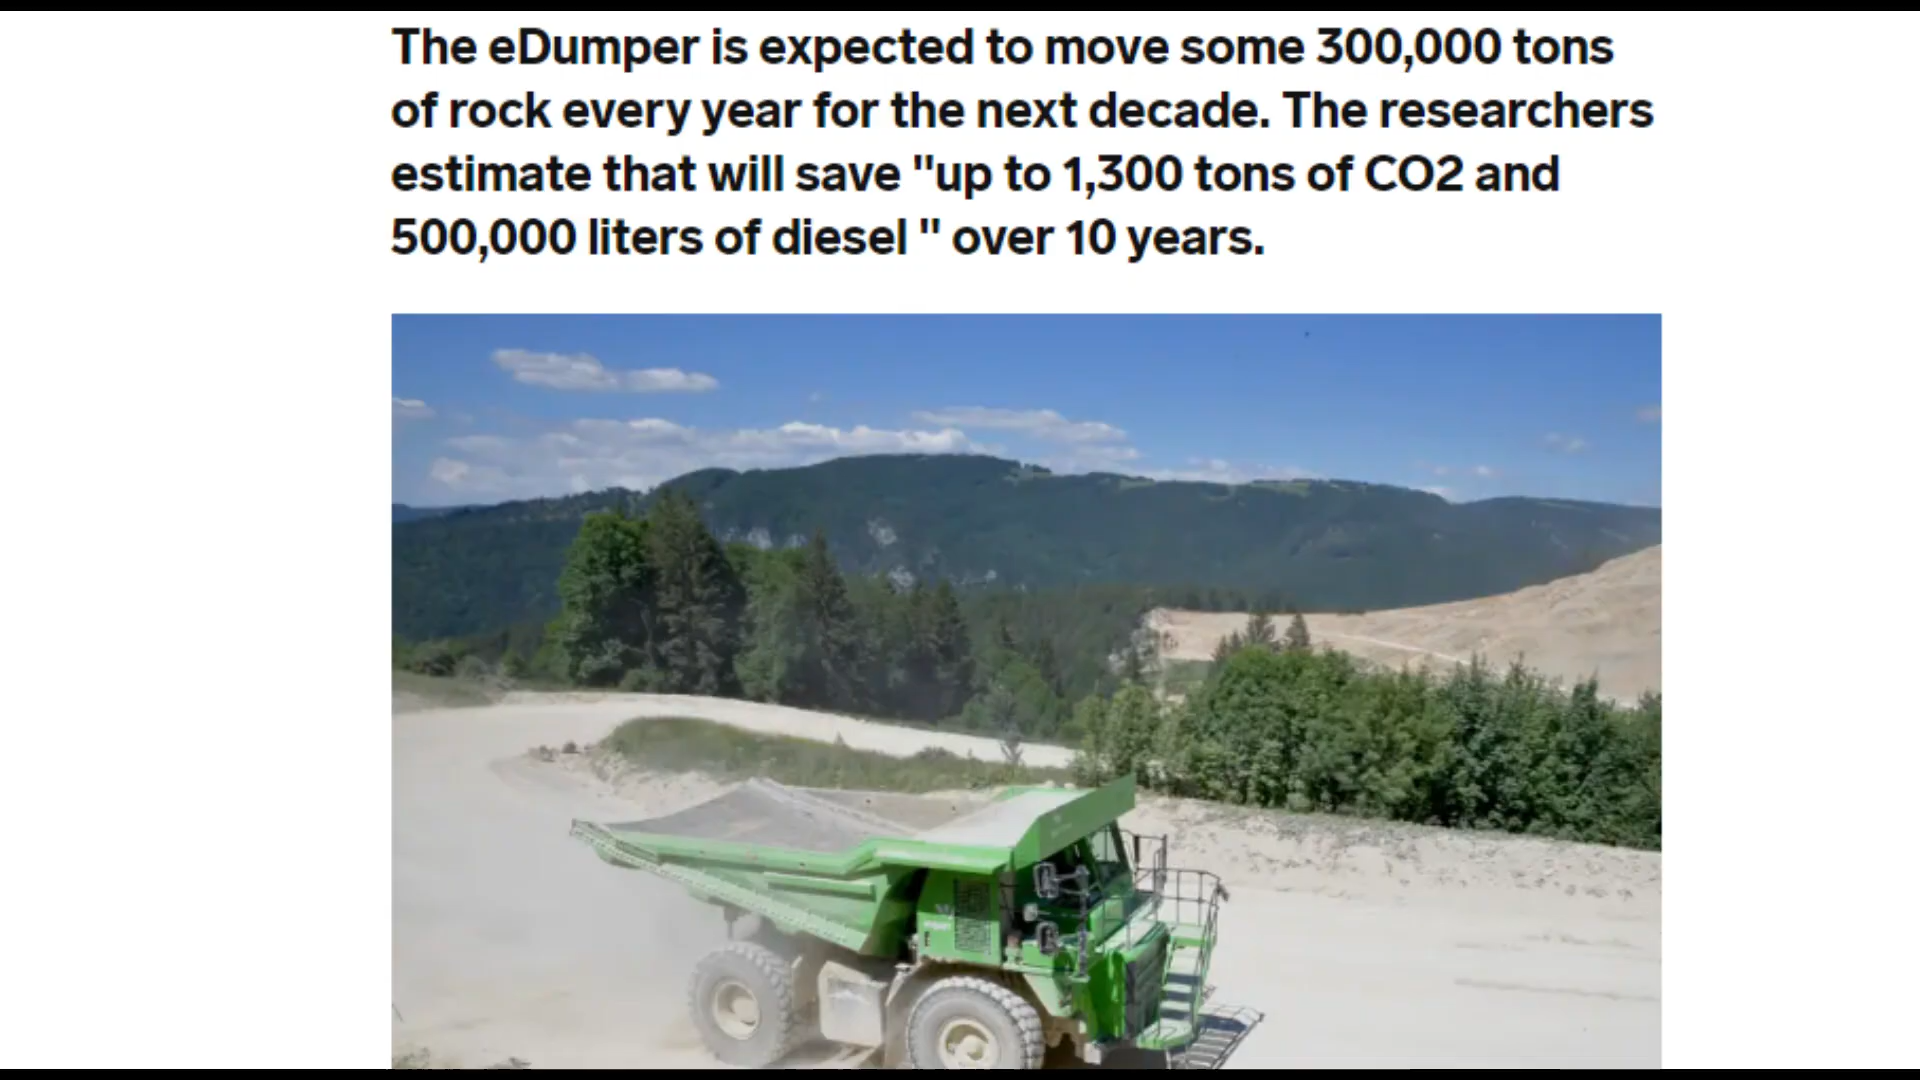 The eDumper is expected to move some 300,000 tons
of rock every year for the next decade. The researchers
estimate that will save "up to 1,300 tons of CO2 and
500,000 liters of diesel " over 10 years.